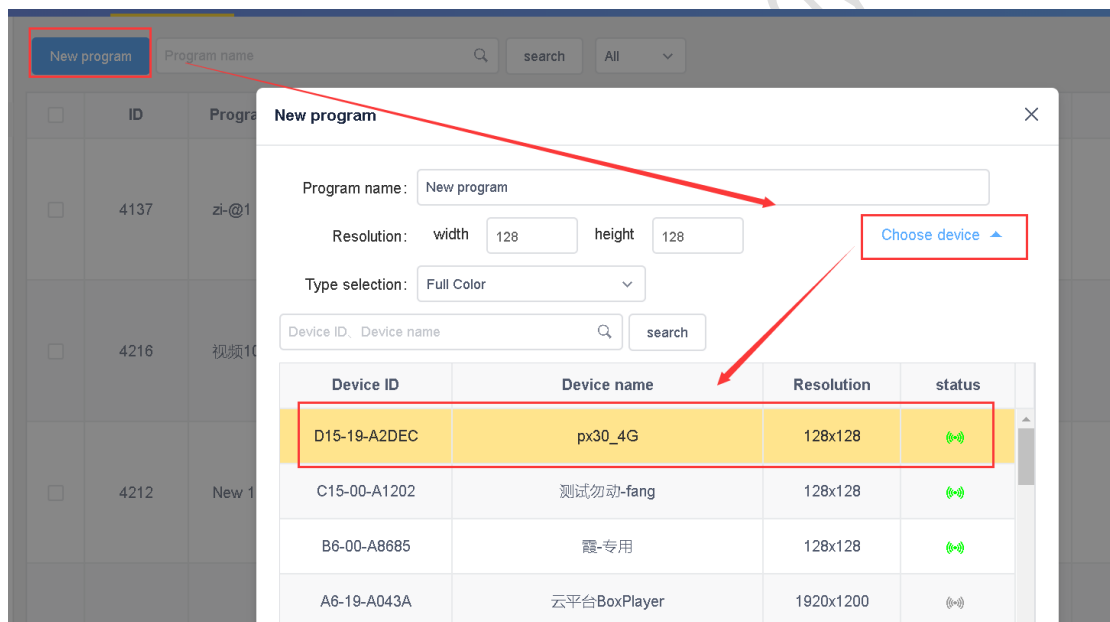 New program
Program name
search
All
ID
Progra
New program
Program name:
New program
4137
zi-@1
Resolution:
width
128
height
128
Choose device
Type selection:
Full Color
Device ID、Device name
search
4216
视频10
Device ID
Device name
Resolution
status
D15-19-A2DEC
px30_4G
128x128
C15-00-A1202
测试勿动-fang
128x128
4212
New 1
B6-00-A8685
霞-专用
128x128
A6-19-A043A
云平台BoxPlayer
1920x1200